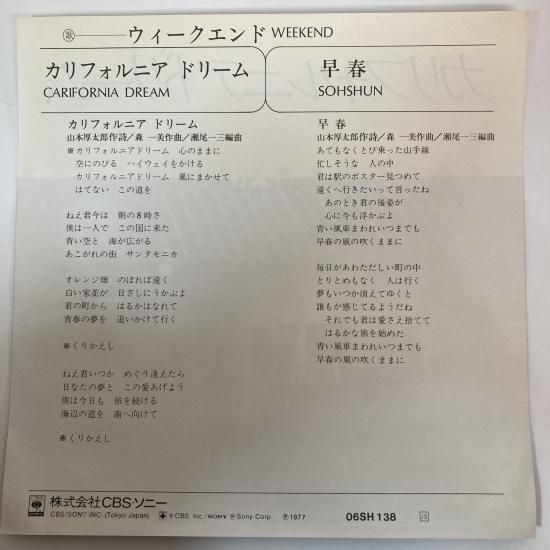 歌 ウィークエンド WEEKEND
カリフォルニア ドリーム
CARIFORNIA DREAM
早春
SOHSHUN
カリフォルニア ドリーム
山本厚太郎作詩／森 一美作曲／瀬尾一三編曲
※カリフォルニアドリーム 心のままに
空にのびる ハイウェイをかける
カリフォルニアドリーム 風にまかせて
はてない この道を
ねえ君今は 朝の8時さ
僕は一人で この国に来た
青い空と 海が広がる
あこがれの街 サンタモニカ
オレンジ畑 のぼれば遠く
白い家並が 日ざしにうかぶよ
君の町から はるかはなれて
青春の夢を 追いかけて行く
※くりかえし
ねえ君いつか めぐり逢えたら
日なたの夢と この愛あげよう
僕は今日も 旅を続ける
海辺の道を 南へ向けて
※くりかえし
早春
山本厚太郎作詩／森 一美作曲／瀬尾一三編曲
あてもなくとび乗った山手線
忙しそうな 人の中
君は駅のポスター見つめて
遠くへ行きたいって言ったね
あのとき君の後姿が
心に今も浮かぶよ
青い風車まわれいつまでも
早春の風の吹くままに
毎日があわただしい町の中
とりとめもなく 人は行く
夢もいつか消えてゆくと
誰もが感じてるようだね
それでも君は愛さえ捨てて
はるかな旅を始めた
青い風車まわれいつまでも
早春の風の吹くままに
株式会社CBS・ソニー
CBS/SONY INC. (Tokyo Japan)
® CBS, Inc./SONY ® Sony Corp. Ⓟ1977
06SH 138
JS